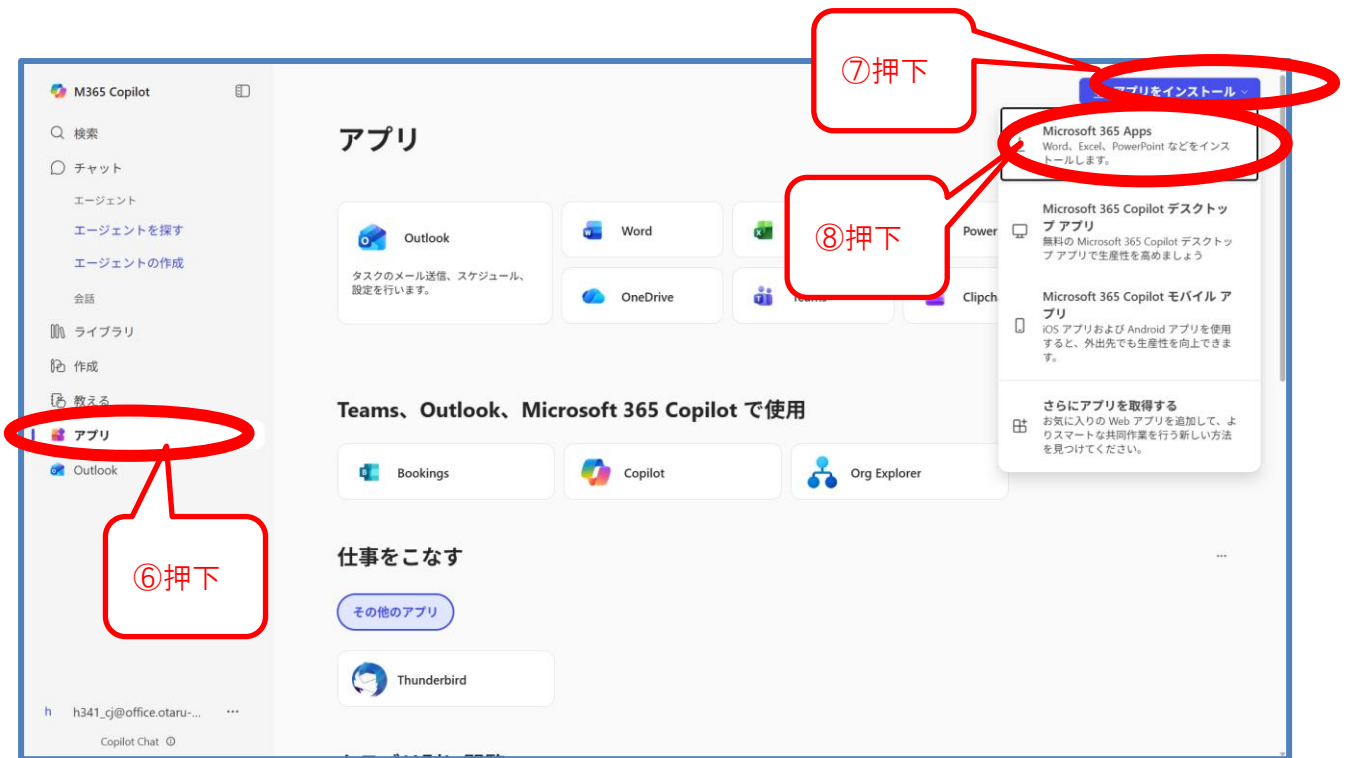 ⑦押下
M365 Copilot
アプリをインストール
検索
アプリ
Microsoft 365 Apps
Word、Excel、PowerPoint などをインス
トールします。
チャット
エージェント
エージェントを探す
エージェントの作成
Outlook
タスクのメール送信、スケジュール、
設定を行います。
Word
⑧押下
Power
OneDrive
Clipch
Microsoft 365 Copilot デスクトッ
プ アプリ
無料の Microsoft 365 Copilot デスクトッ
プ アプリで生産性を高めましょう
会話
ライブラリ
作成
教える
アプリ
Outlook
Microsoft 365 Copilot モバイル ア
プリ
iOS アプリおよび Android アプリを使用
すると、外出先でも生産性を向上できま
す。
さらにアプリを取得する
お気に入りの Web アプリを追加して、よ
りスマートな共同作業を行う新しい方法
を見つけてください。
Teams、Outlook、Microsoft 365 Copilot で使用
Bookings
Copilot
Org Explorer
⑥押下
仕事をこなす
その他のアプリ
Thunderbird
h h341_cj@office.otaru-...
Copilot Chat